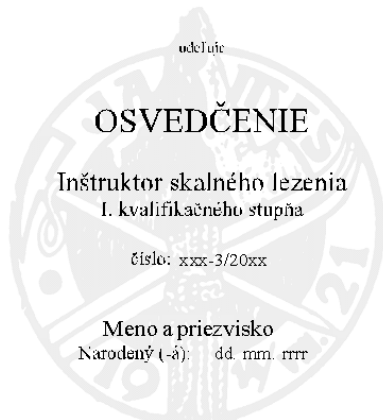 udeľuje
OSVEDČENIE
Inštruktor skalného lezenia
I. kvalifikačného stupňa
číslo: xxx-3/20xx
Meno a priezvisko
Narodený (-á): dd. mm. rrrr